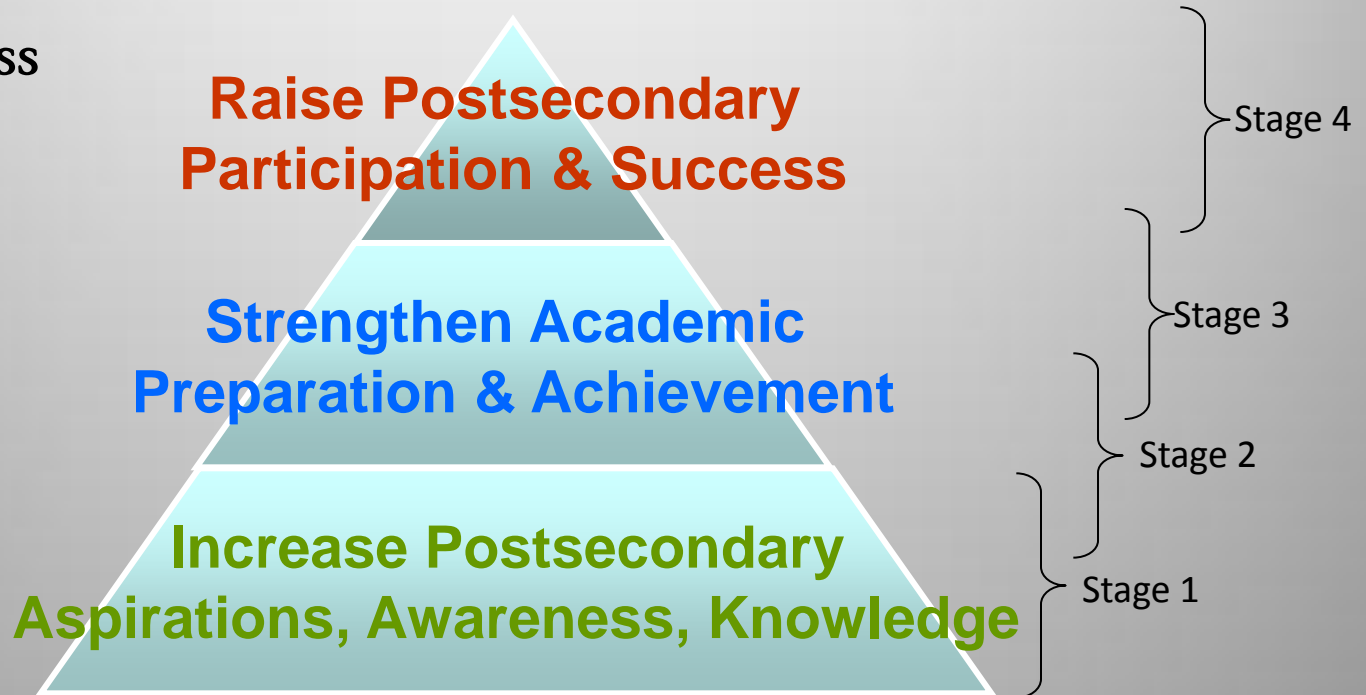 ss
Raise Postsecondary
Participation & Success
Stage 4
Strengthen Academic
Preparation & Achievement
Stage 3
Stage 2
Increase Postsecondary
Aspirations, Awareness, Knowledge
Stage 1